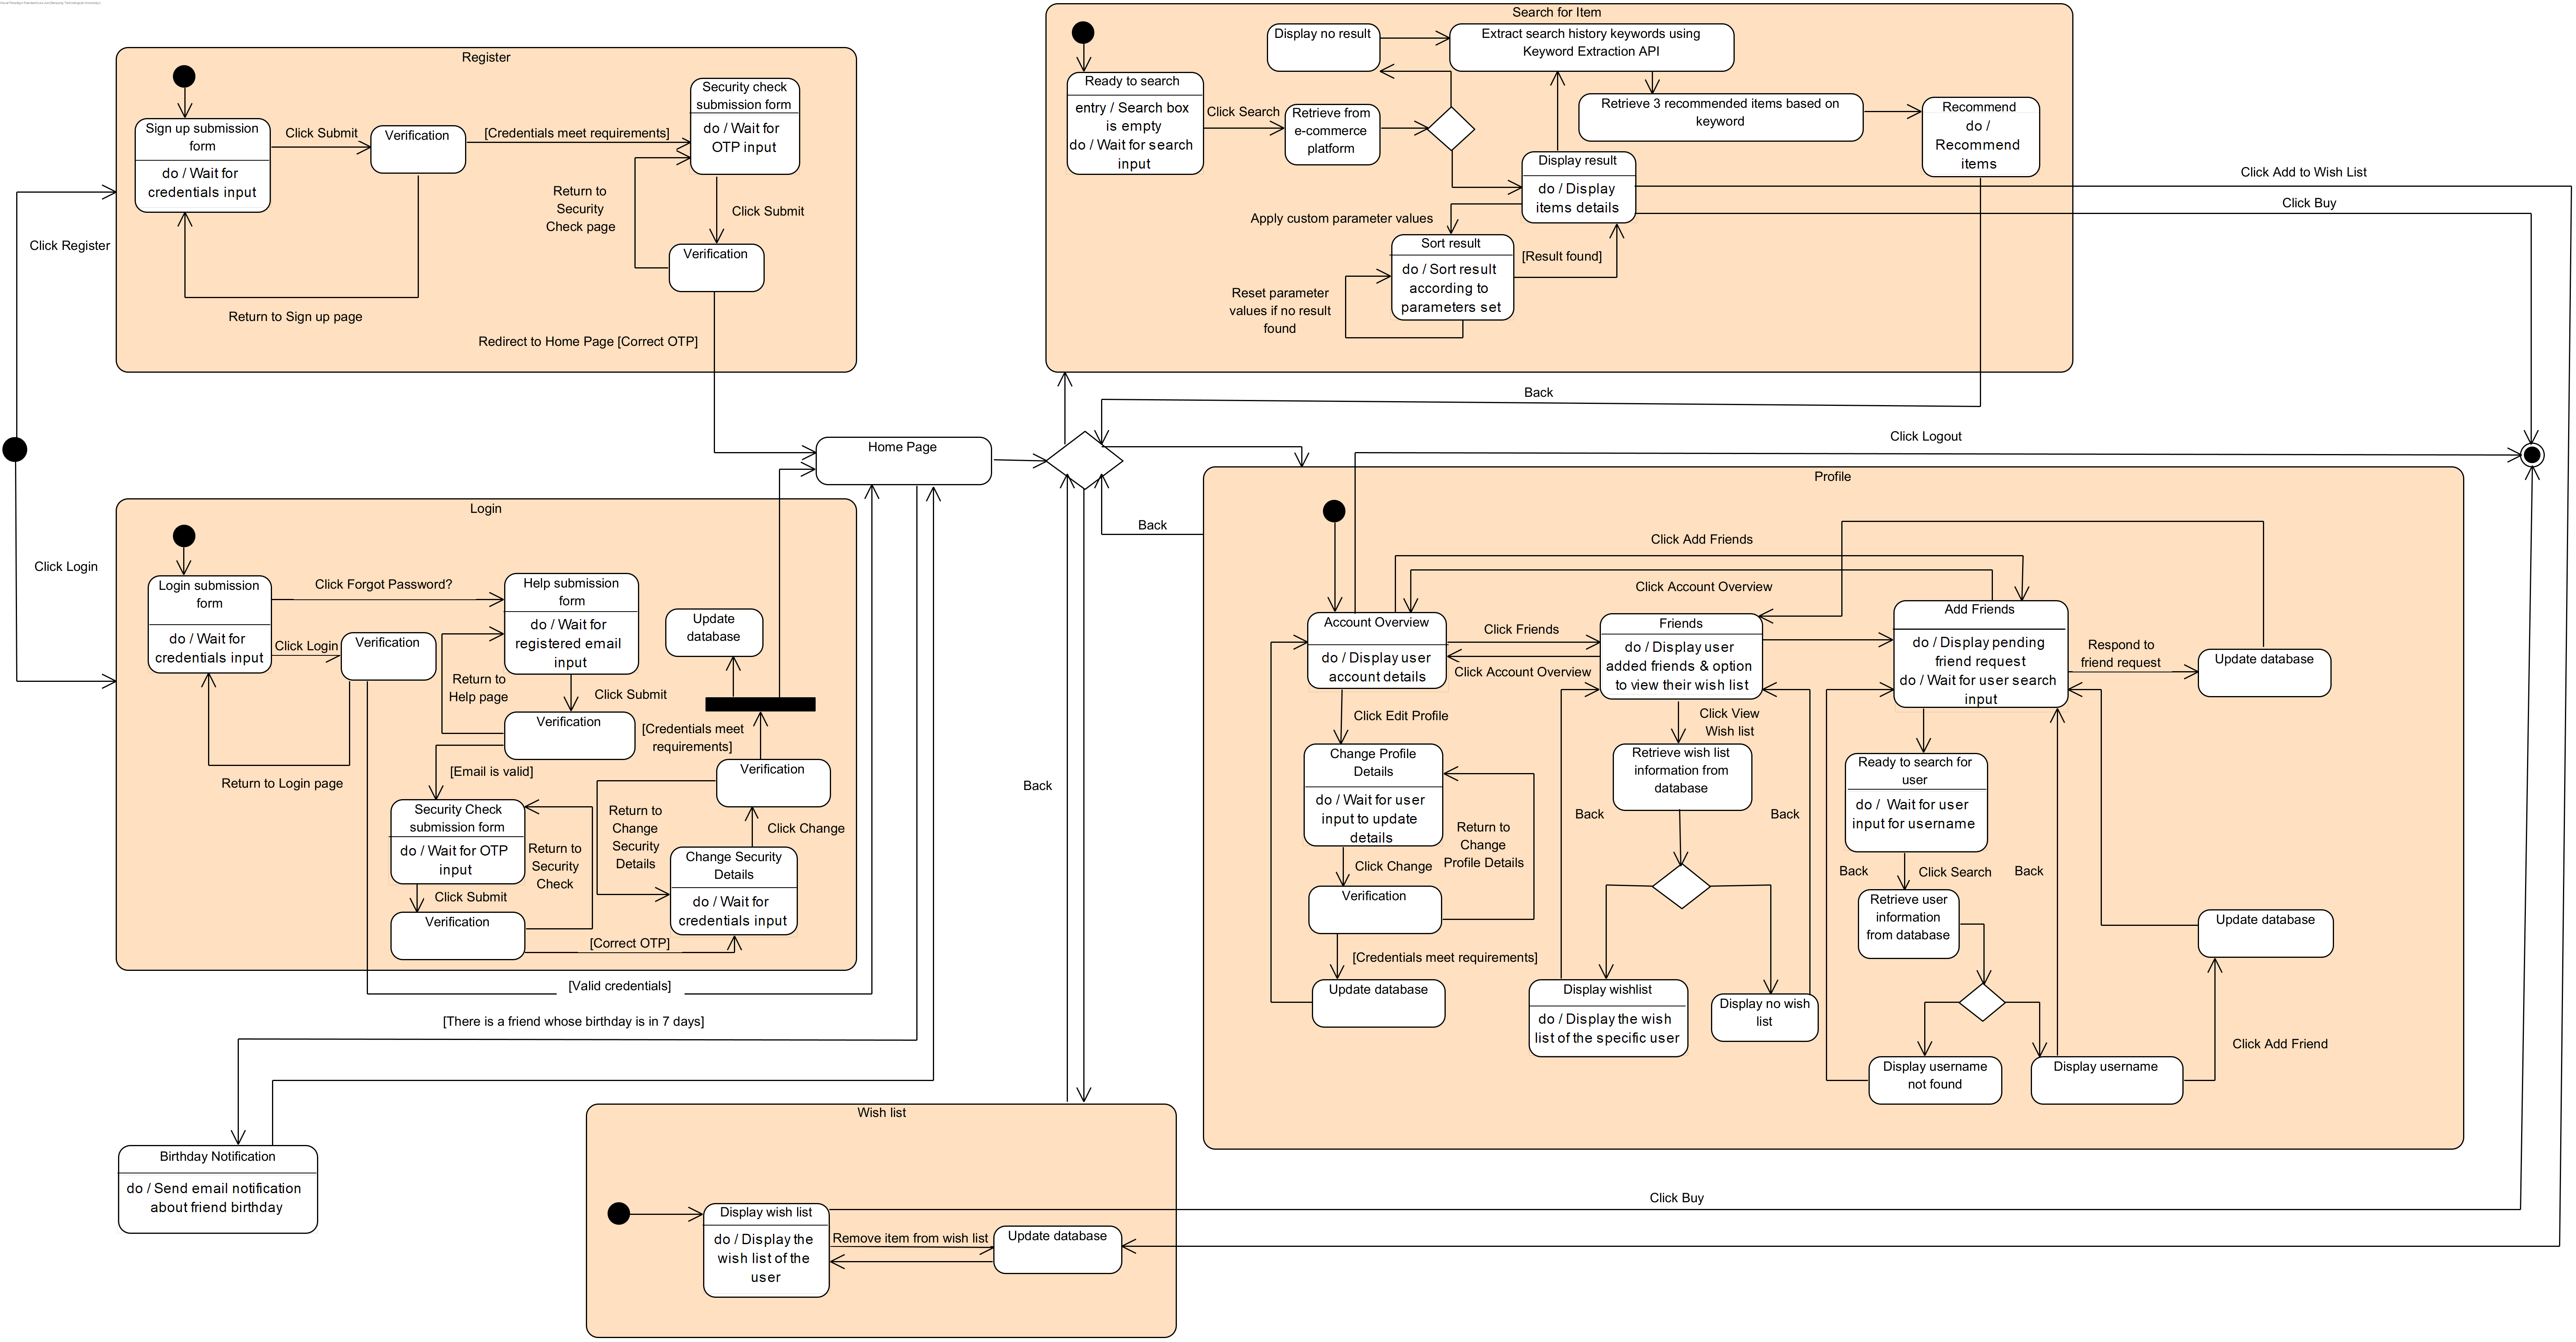 Register
Sign up submission
form
do / Wait for
credentials input
Click Submit
Verification
[Credentials meet requirements]
Security check
submission form
do / Wait for
OTP input
Return to
Security
Check page
Click Submit
Verification
Return to Sign up page
Redirect to Home Page [Correct OTP]
Click Register
Click Login
Search for Item
Ready to search
entry / Search box
is empty
do / Wait for search
input
Click Search
Retrieve from
e-commerce
platform
Display no result
Extract search history keywords using
Keyword Extraction API
Retrieve 3 recommended items based on
keyword
Recommend
do /
Recommend
items
Display result
do / Display
items details
Apply custom parameter values
Sort result
do / Sort result
according to
parameters set
[Result found]
Reset parameter
values if no result
found
Click Add to Wish List
Click Buy
Back
Home Page
Click Logout
Back
Back
Login
Login submission
form
do / Wait for
credentials input
Click Forgot Password?
Click Login
Verification
Return to Login page
Help submission
form
do / Wait for
registered email
input
Return to
Help page
Click Submit
Verification
[Email is valid]
Security Check
submission form
do / Wait for OTP
input
Return to
Security
Check
Click Submit
Verification
[Correct OTP]
Update
database
[Credentials meet
requirements]
Verification
Return to
Change
Security
Details
Click Change
Change Security
Details
do / Wait for
credentials input
[Valid credentials]
[There is a friend whose birthday is in 7 days]
Birthday Notification
do / Send email notification
about friend birthday
Profile
Click Add Friends
Click Account Overview
Account Overview
do / Display user
account details
Click Friends
Click Account Overview
Friends
do / Display user
added friends & option
to view their wish list
Add Friends
do / Display pending
friend request
do / Wait for user search
input
Respond to
friend request
Update database
Click Edit Profile
Change Profile
Details
do / Wait for user
input to update
details
Return to
Change
Profile Details
Click Change
Verification
[Credentials meet requirements]
Update database
Click View
Wish list
Retrieve wish list
information from
database
Back
Back
Display wishlist
do / Display the wish
list of the specific user
Display no wish
list
Ready to search for
user
do / Wait for user
input for username
Back
Click Search
Back
Retrieve user
information
from database
Display username
not found
Display username
Click Add Friend
Update database
Wish list
Display wish list
do / Display the
wish list of the
user
Remove item from wish list
Update database
Click Buy